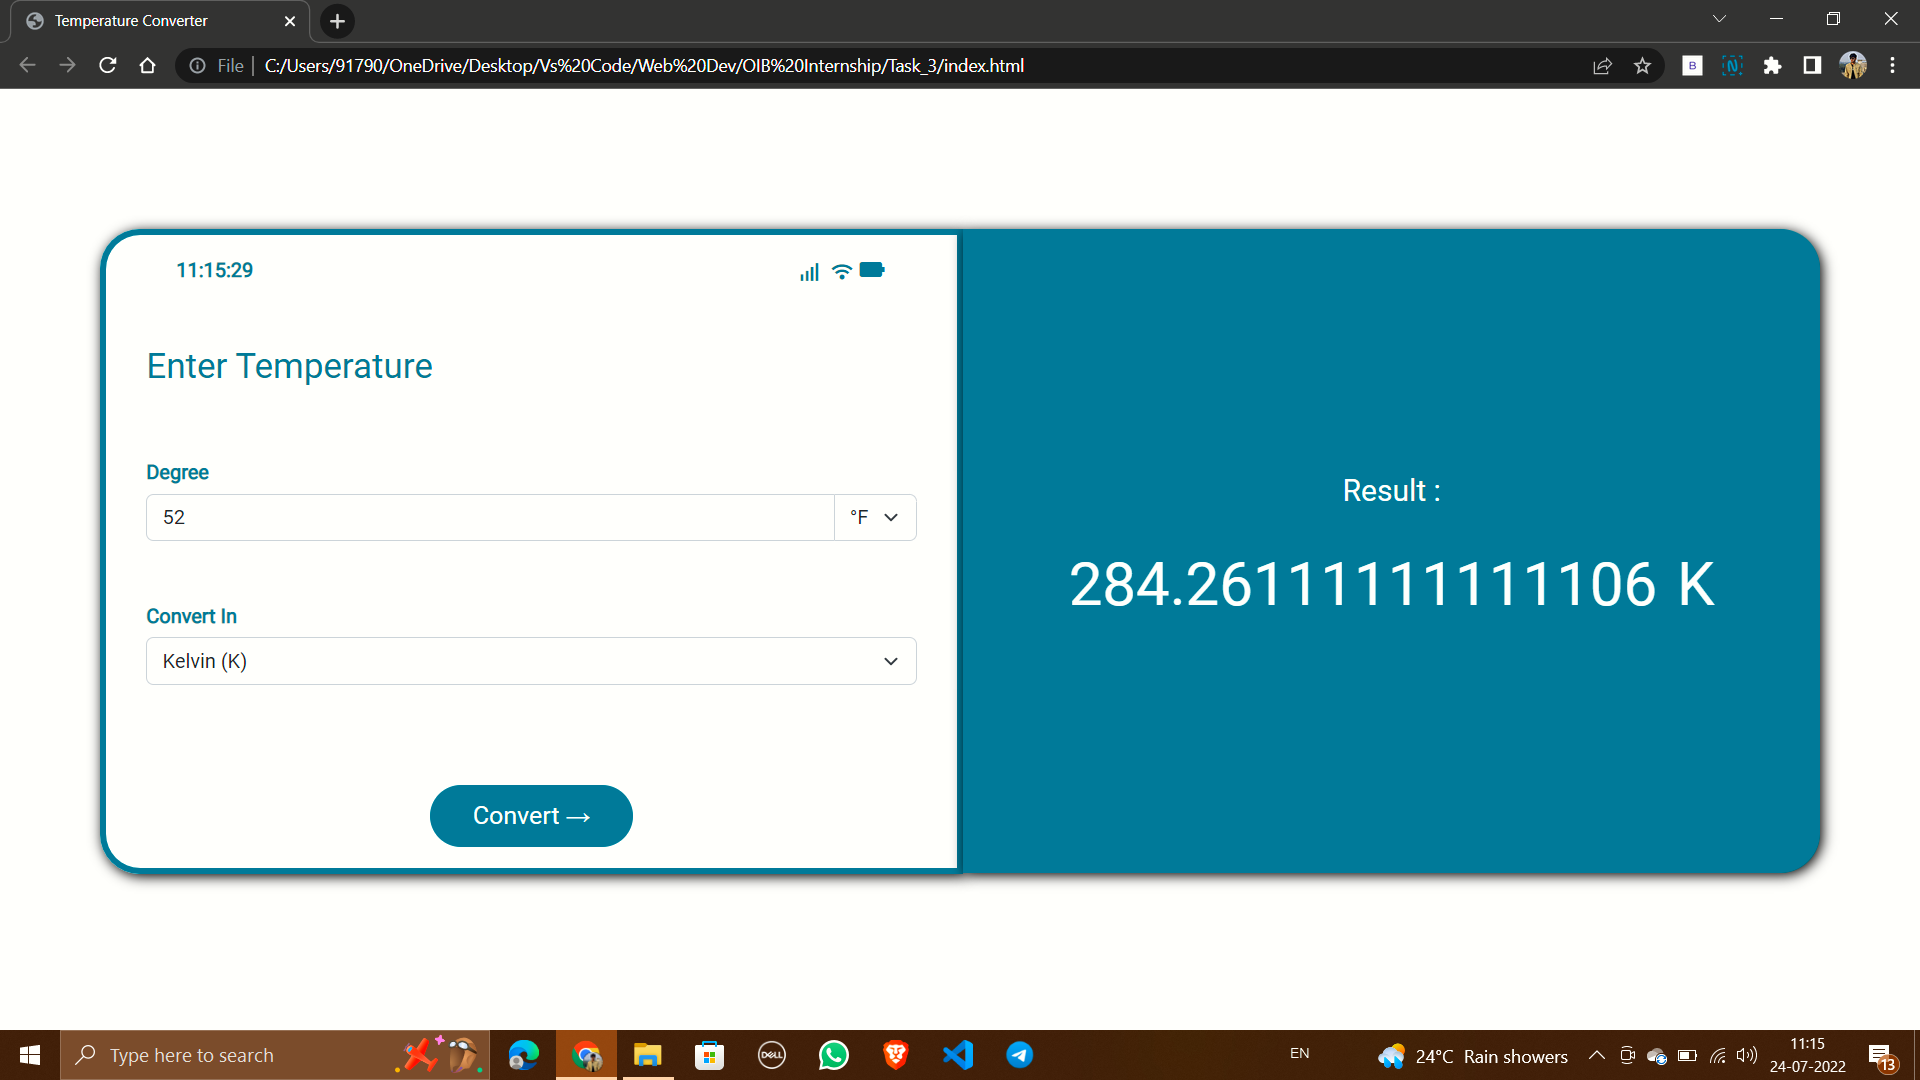 Temperature Converter
File | C:/Users/91790/OneDrive/Desktop/Vs%20Code/Web%20Dev/OIB%20Internship/Task_3/index.html
B
N
11:15:29
Enter Temperature
Degree
52
°F
Convert In
Kelvin (K)
Convert →
Result :
284.26111111111106 K
Type here to search
DELL
EN
24°C Rain showers
11:15
24-07-2022
13